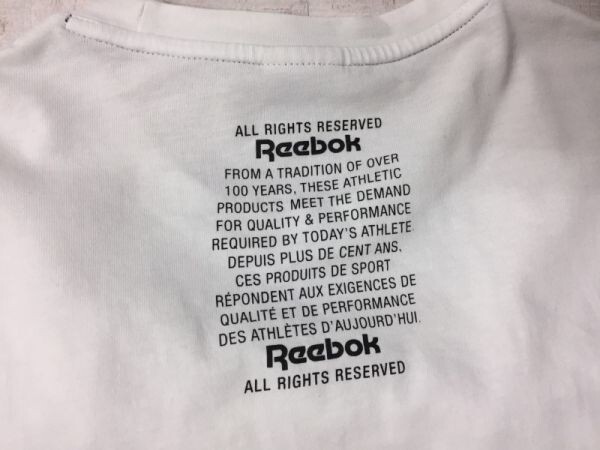 ALL RIGHTS RESERVED
Reebok
FROM A TRADITION OF OVER
100 YEARS, THESE ATHLETIC
PRODUCTS MEET THE DEMAND
FOR QUALITY & PERFORMANCE
REQUIRED BY TODAY'S ATHLETE.
DEPUIS PLUS DE CENT ANS,
CES PRODUITS DE SPORT
RÉPONDENT AUX EXIGENCES DE
QUALITÉ ET DE PERFORMANCE
DES ATHLÈTES D'AUJOURD'HUI.
Reebok
ALL RIGHTS RESERVED